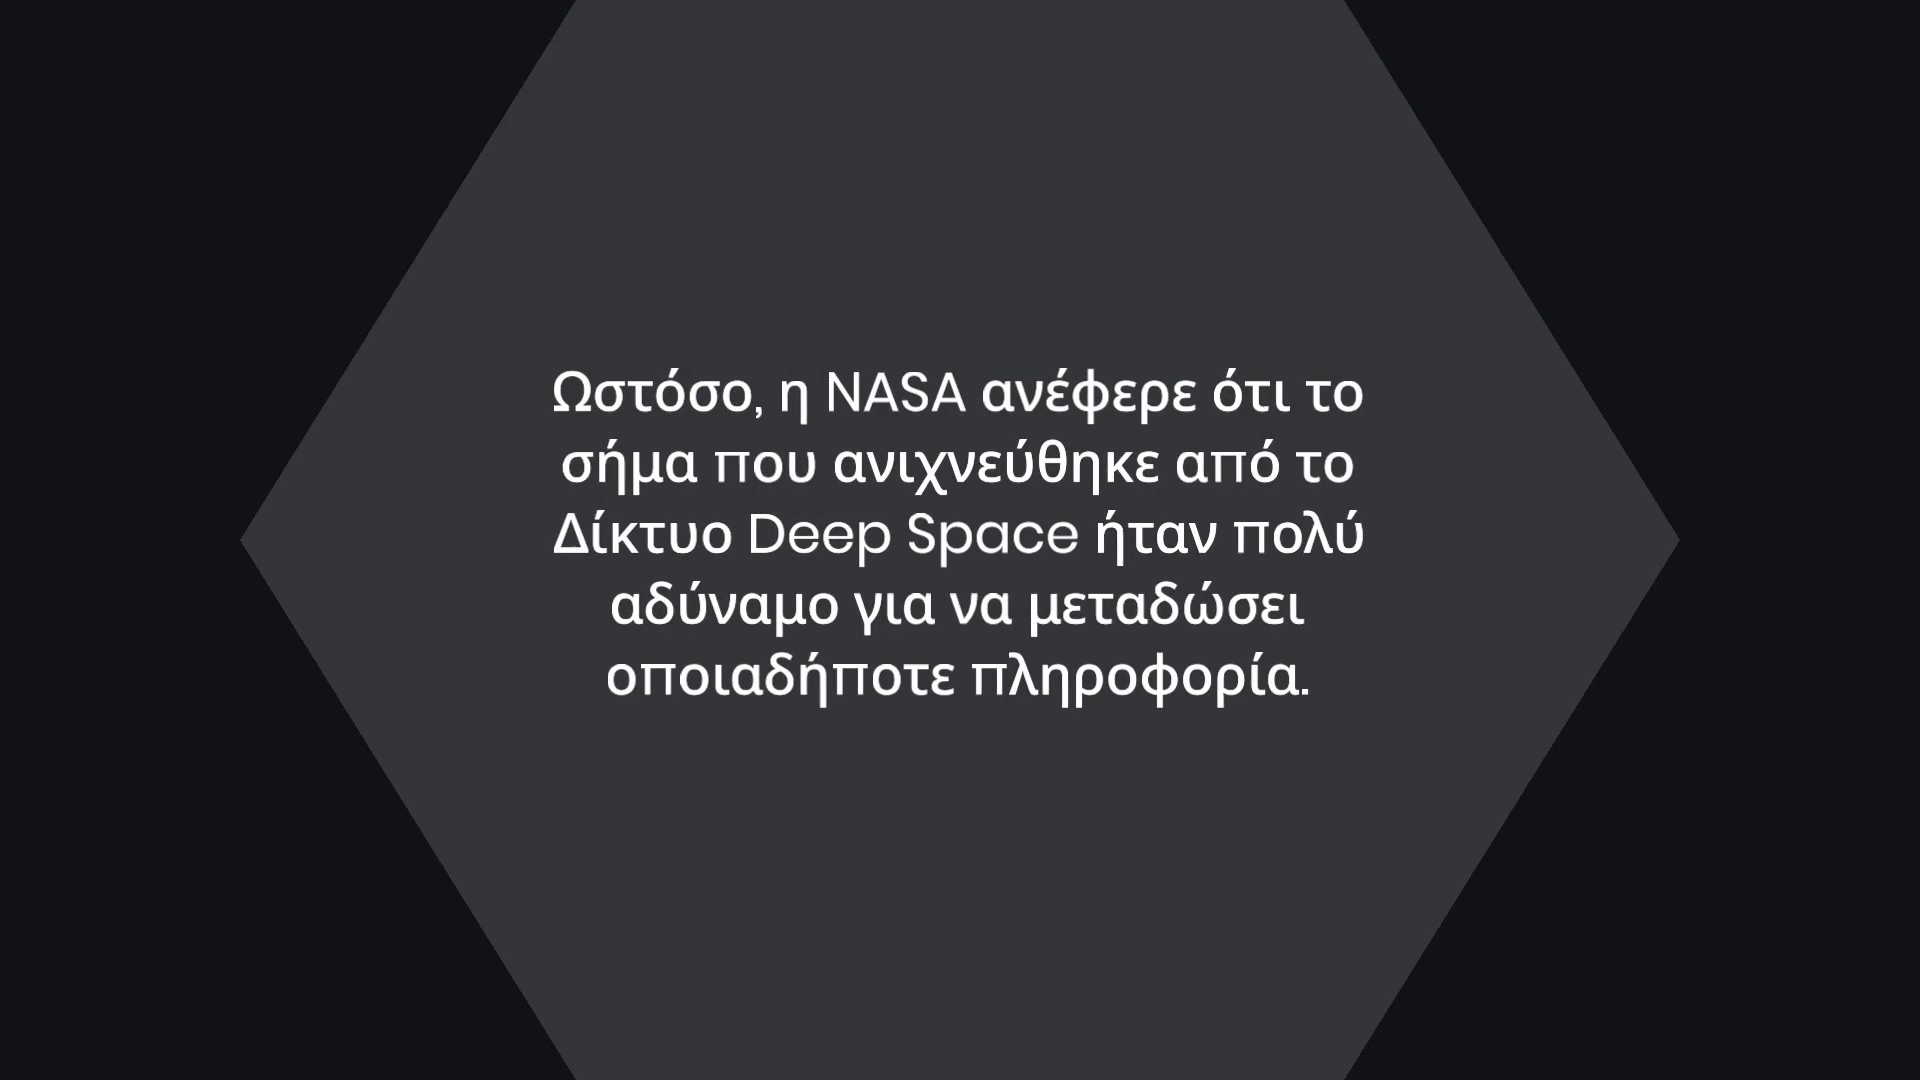 Ωστόσο, η NASA ανέφερε ότι το
σήμα που ανιχνεύθηκε από το
Δίκτυο Deep Space ήταν πολύ
αδύναμο για να μεταδώσει
οποιαδήποτε πληροφορία.